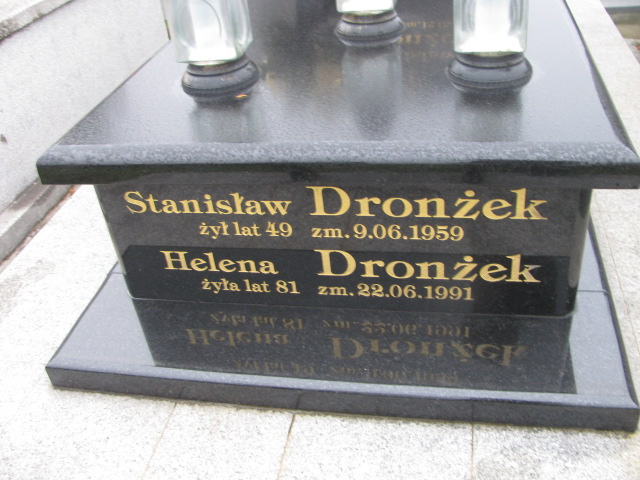 Stanisław Dronżek
żył lat 49 zm. 9.06.1959
Helena Dronżek
żyła lat 81 zm. 22.06.1991